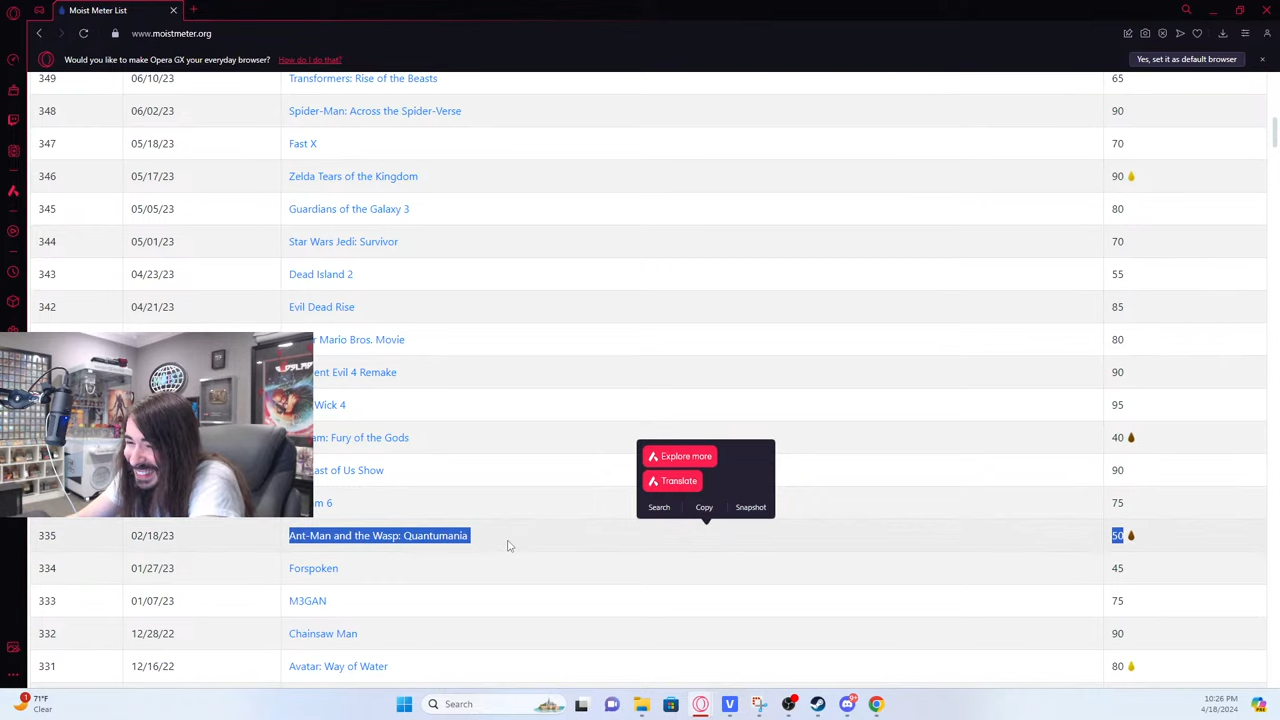 Moist Meter List
www.moistmeter.org
Would you like to make Opera GX your everyday browser? How do I do that? Yes, set it as default browser
349 06/10/23 Transformers: Rise of the Beasts 65
348 06/02/23 Spider-Man: Across the Spider-Verse 90
347 05/18/23 Fast X 70
346 05/17/23 Zelda Tears of the Kingdom 90
345 05/05/23 Guardians of the Galaxy 3 80
344 05/01/23 Star Wars Jedi: Survivor 70
343 04/23/23 Dead Island 2 55
342 04/21/23 Evil Dead Rise 85
r Mario Bros. Movie 80
ent Evil 4 Remake 90
Wick 4 95
am: Fury of the Gods 40
ast of Us Show 90
m 6 75
Explore more
Translate
Search Copy Snapshot
335 02/18/23 Ant-Man and the Wasp: Quantumania 50
334 01/27/23 Forspoken 45
333 01/07/23 M3GAN 75
332 12/28/22 Chainsaw Man 90
331 12/16/22 Avatar: Way of Water 80
1
71°F
Clear
Search
10:26 PM
4/18/2024